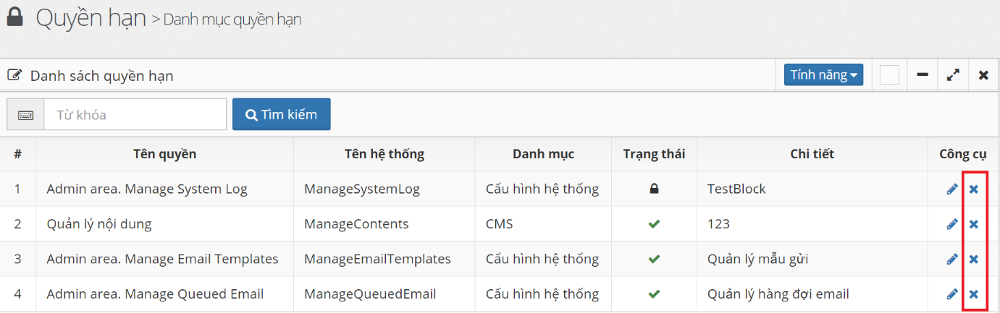 Quyền hạn > Danh mục quyền hạn
Danh sách quyền hạn Tính năng
Từ khóa Tìm kiếm
# Tên quyền Tên hệ thống Danh mục Trạng thái Chi tiết Công cụ
1 Admin area. Manage System Log ManageSystemLog Cấu hình hệ thống TestBlock
2 Quản lý nội dung ManageContents CMS 123
3 Admin area. Manage Email Templates ManageEmailTemplates Cấu hình hệ thống Quản lý mẫu gửi
4 Admin area. Manage Queued Email ManageQueuedEmail Cấu hình hệ thống Quản lý hàng đợi email